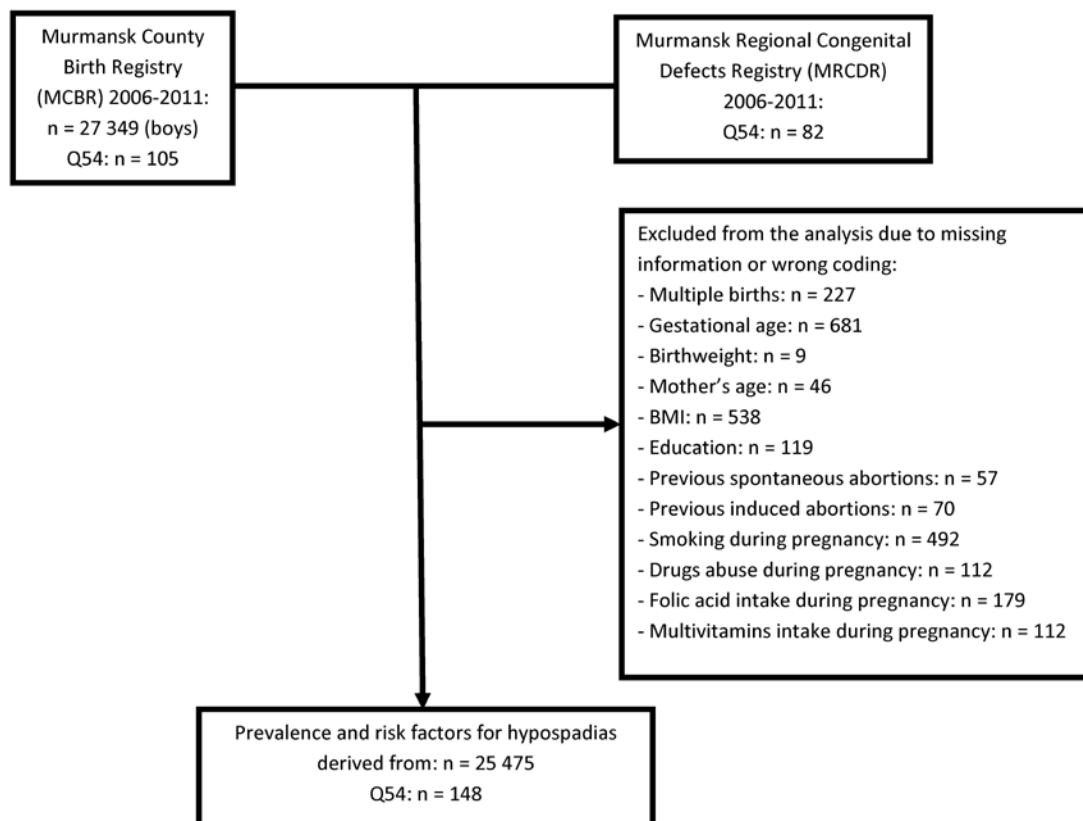 Murmansk County
Birth Registry
(MCBR) 2006-2011:
n = 27 349 (boys)
Q54: n = 105
Murmansk Regional Congenital
Defects Registry (MRCDR)
2006-2011:
Q54: n = 82
Excluded from the analysis due to missing
information or wrong coding:
- Multiple births: n = 227
- Gestational age: n = 681
- Birthweight: n = 9
- Mother’s age: n = 46
- BMI: n = 538
- Education: n = 119
- Previous spontaneous abortions: n = 57
- Previous induced abortions: n = 70
- Smoking during pregnancy: n = 492
- Drugs abuse during pregnancy: n = 112
- Folic acid intake during pregnancy: n = 179
- Multivitamins intake during pregnancy: n = 112
Prevalence and risk factors for hypospadias
derived from: n = 25 475
Q54: n = 148